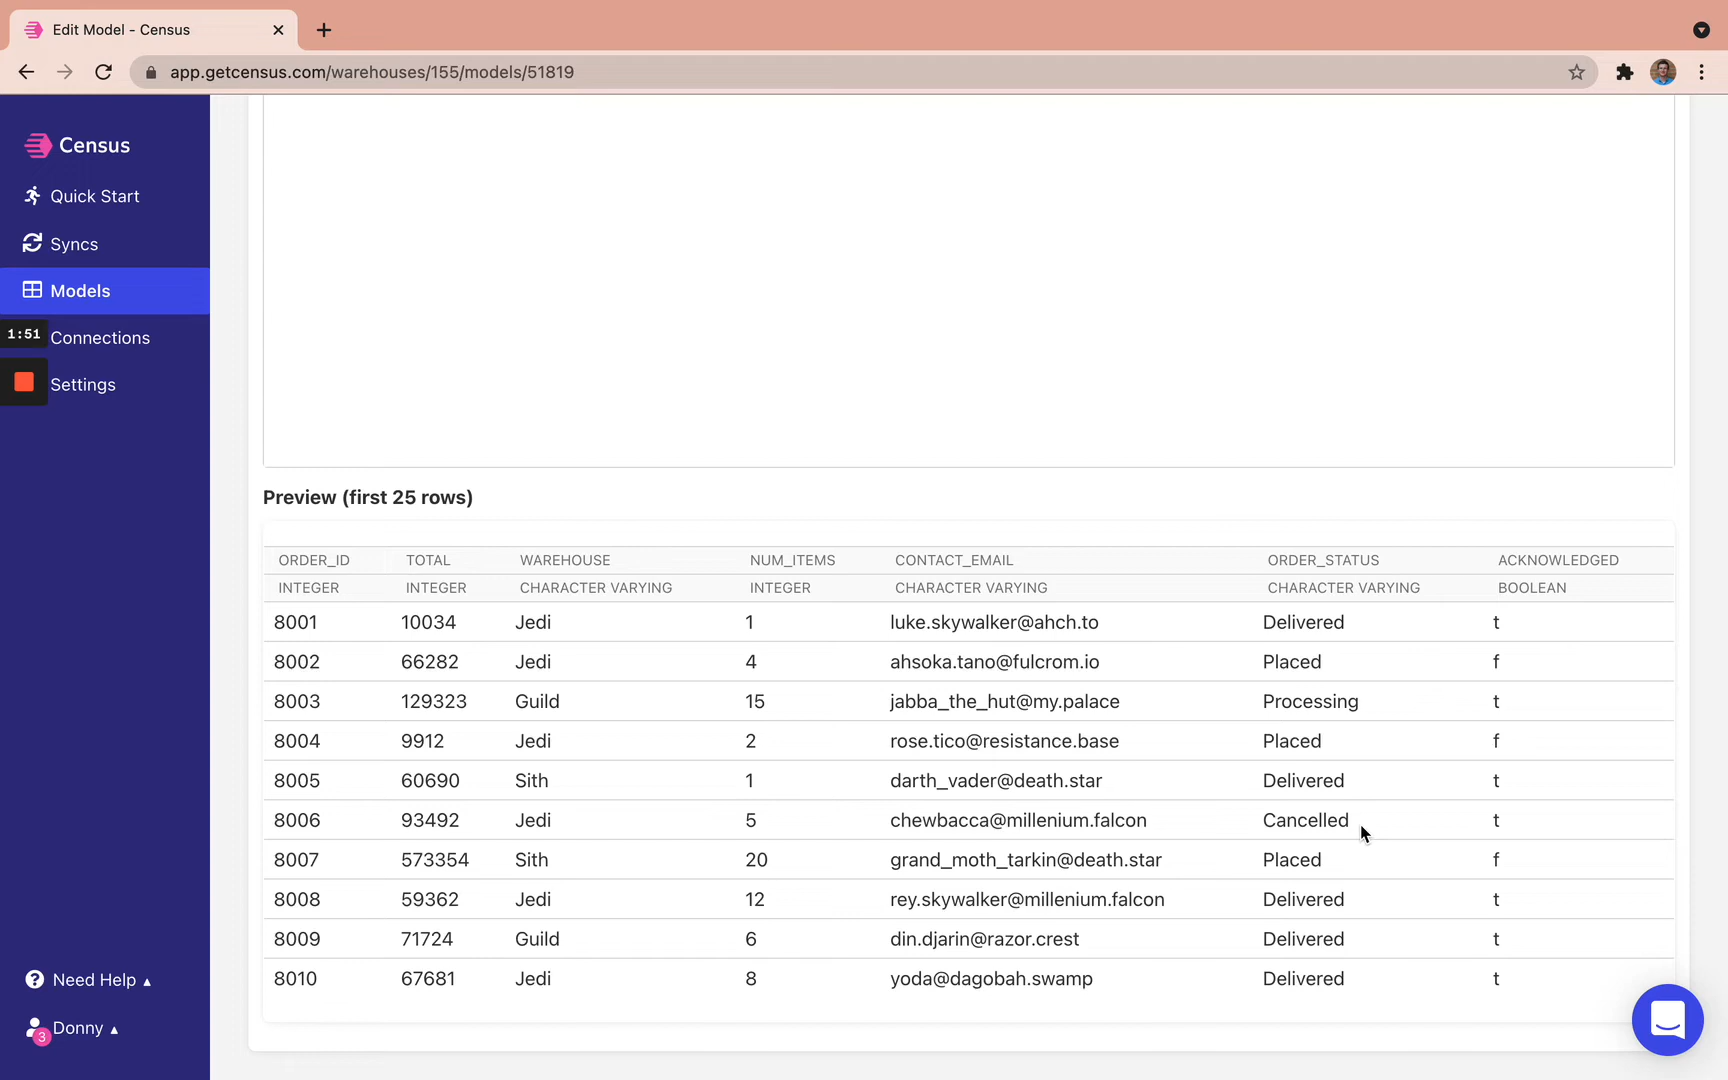 Edit Model - Census
app.getcensus.com/warehouses/155/models/51819
Census
Quick Start
Syncs
Models
1:51
Connections
Settings
Preview (first 25 rows)
ORDER_ID TOTAL WAREHOUSE NUM_ITEMS CONTACT_EMAIL ORDER_STATUS ACKNOWLEDGED
INTEGER INTEGER CHARACTER VARYING INTEGER CHARACTER VARYING CHARACTER VARYING BOOLEAN
8001 10034 Jedi 1 luke.skywalker@ahch.to Delivered t
8002 66282 Jedi 4 ahsoka.tano@fulcrom.io Placed f
8003 129323 Guild 15 jabba_the_hut@my.palace Processing t
8004 9912 Jedi 2 rose.tico@resistance.base Placed f
8005 60690 Sith 1 darth_vader@death.star Delivered t
8006 93492 Jedi 5 chewbacca@millenium.falcon Cancelled t
8007 573354 Sith 20 grand_moth_tarkin@death.star Placed f
8008 59362 Jedi 12 rey.skywalker@millenium.falcon Delivered t
8009 71724 Guild 6 din.djarin@razor.crest Delivered t
8010 67681 Jedi 8 yoda@dagobah.swamp Delivered t
Need Help
3 Donny